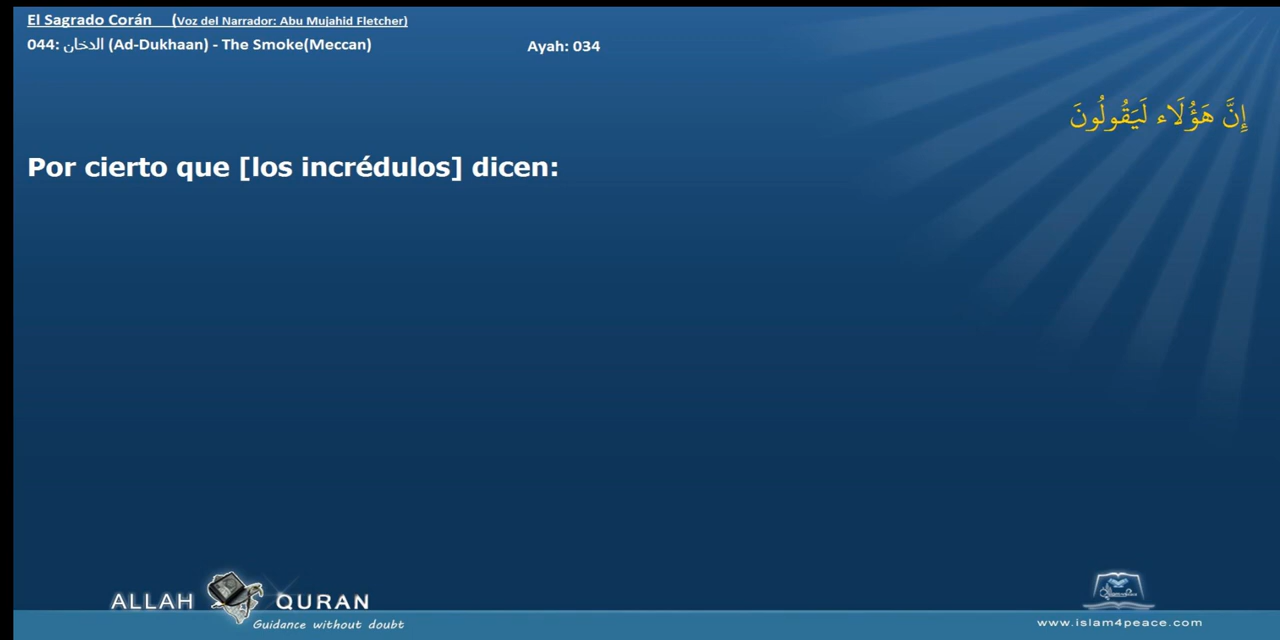 El Sagrado Corán (Voz del Narrador: Abu Mujahid Fletcher)
044: الدخان (Ad-Dukhaan) - The Smoke(Meccan) Ayah: 034
إِنَّ هَؤُلَاء لَيَقُولُونَ
Por cierto que [los incrédulos] dicen:
ALLAH QURAN
Guidance without doubt
www.islam4peace.com